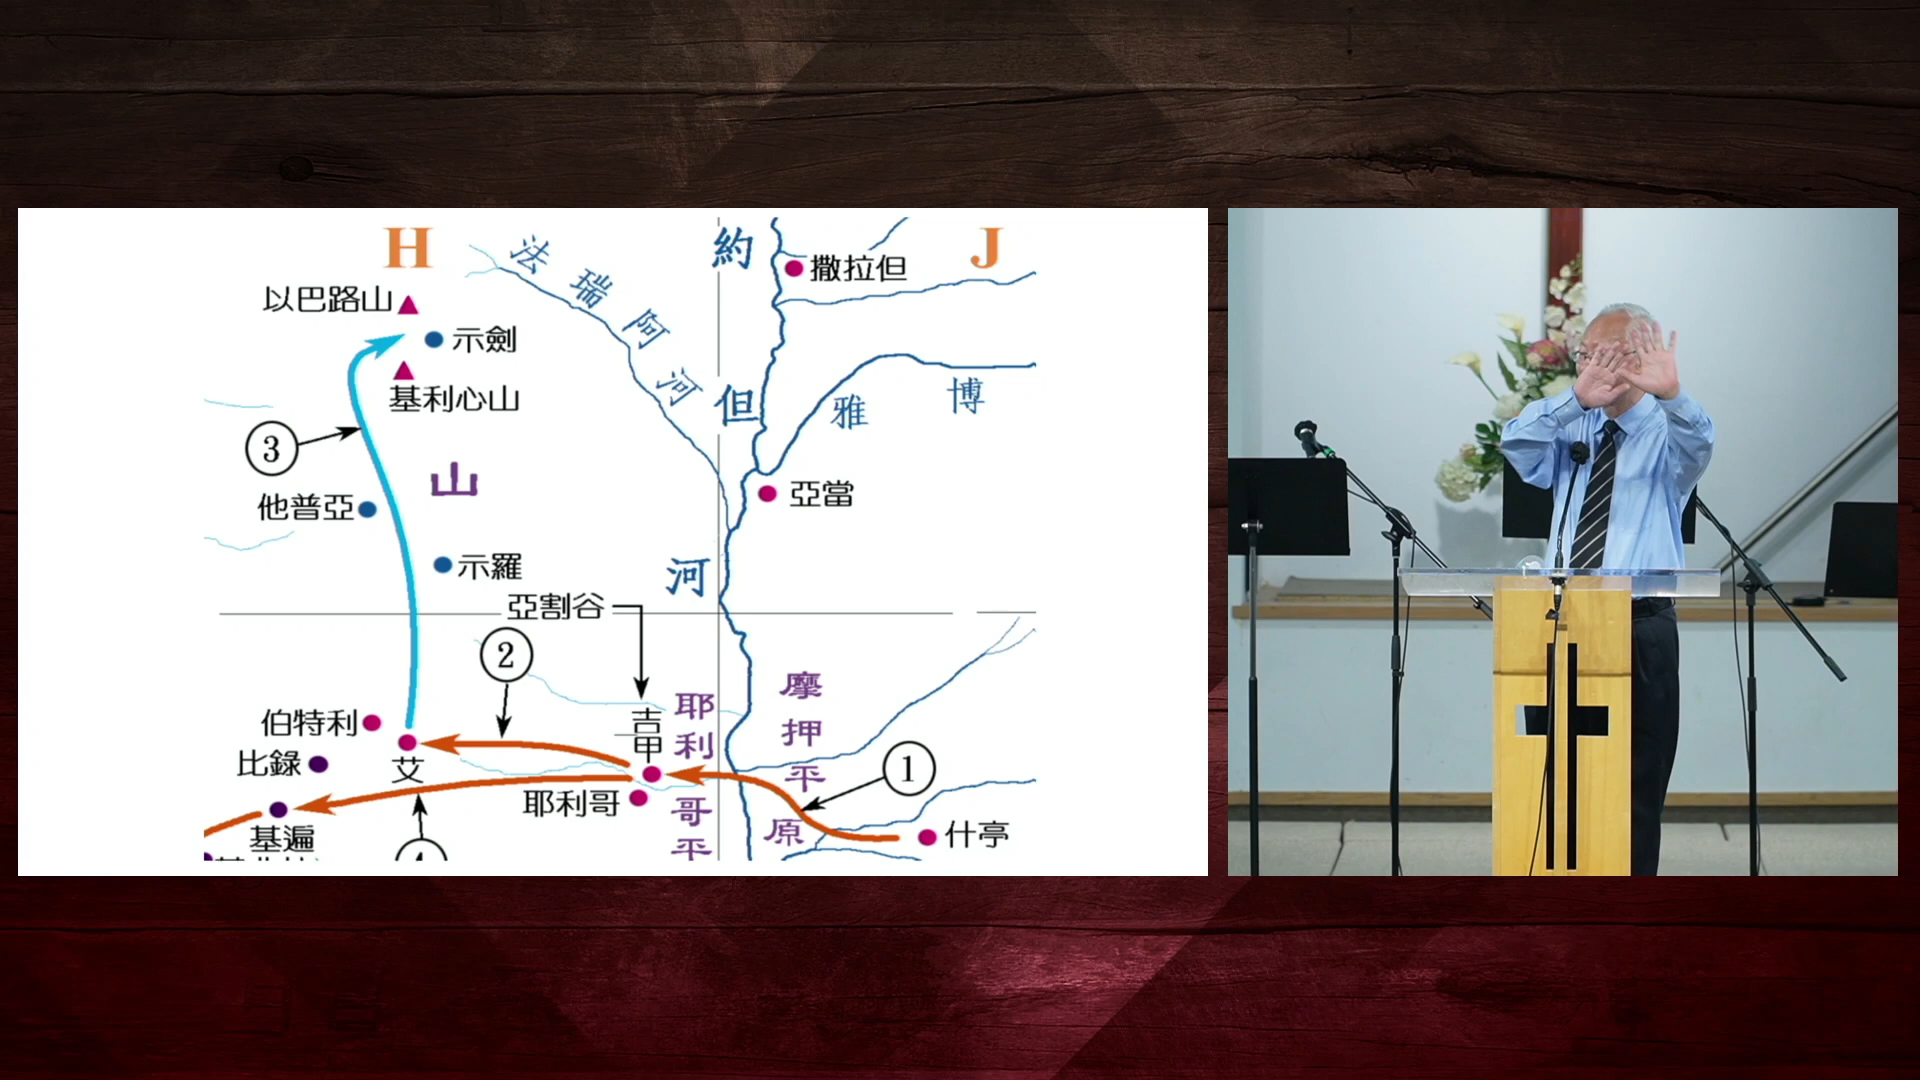 H
J
法瑞阿河
約但河
撒拉但
以巴路山
示劍
基利心山
雅博
3
山
他普亞
亞當
示羅
亞割谷
2
伯特利
吉甲
耶利哥平
摩押平原
比錄
艾
1
耶利哥
什亭
基遍
4